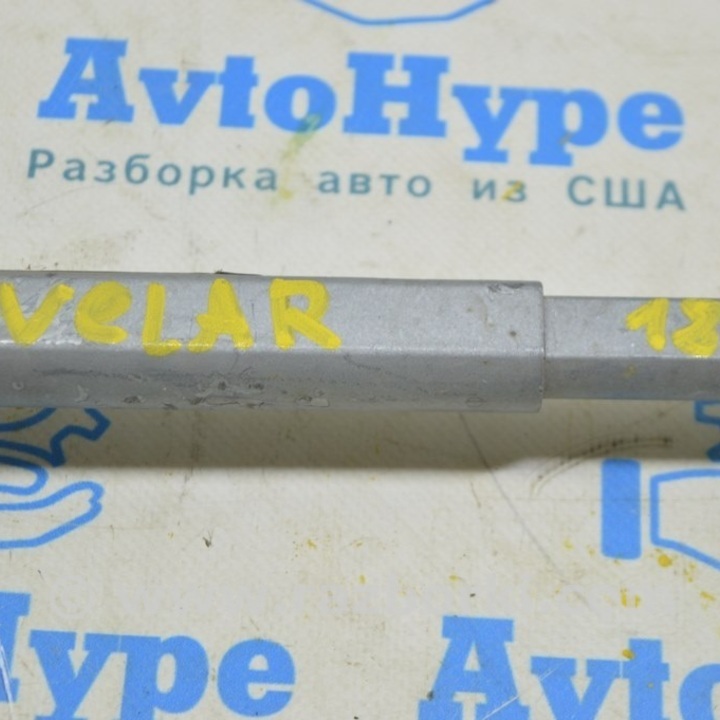 AvtoHype
Разборка авто из США
VELAR 18
Hype Avto